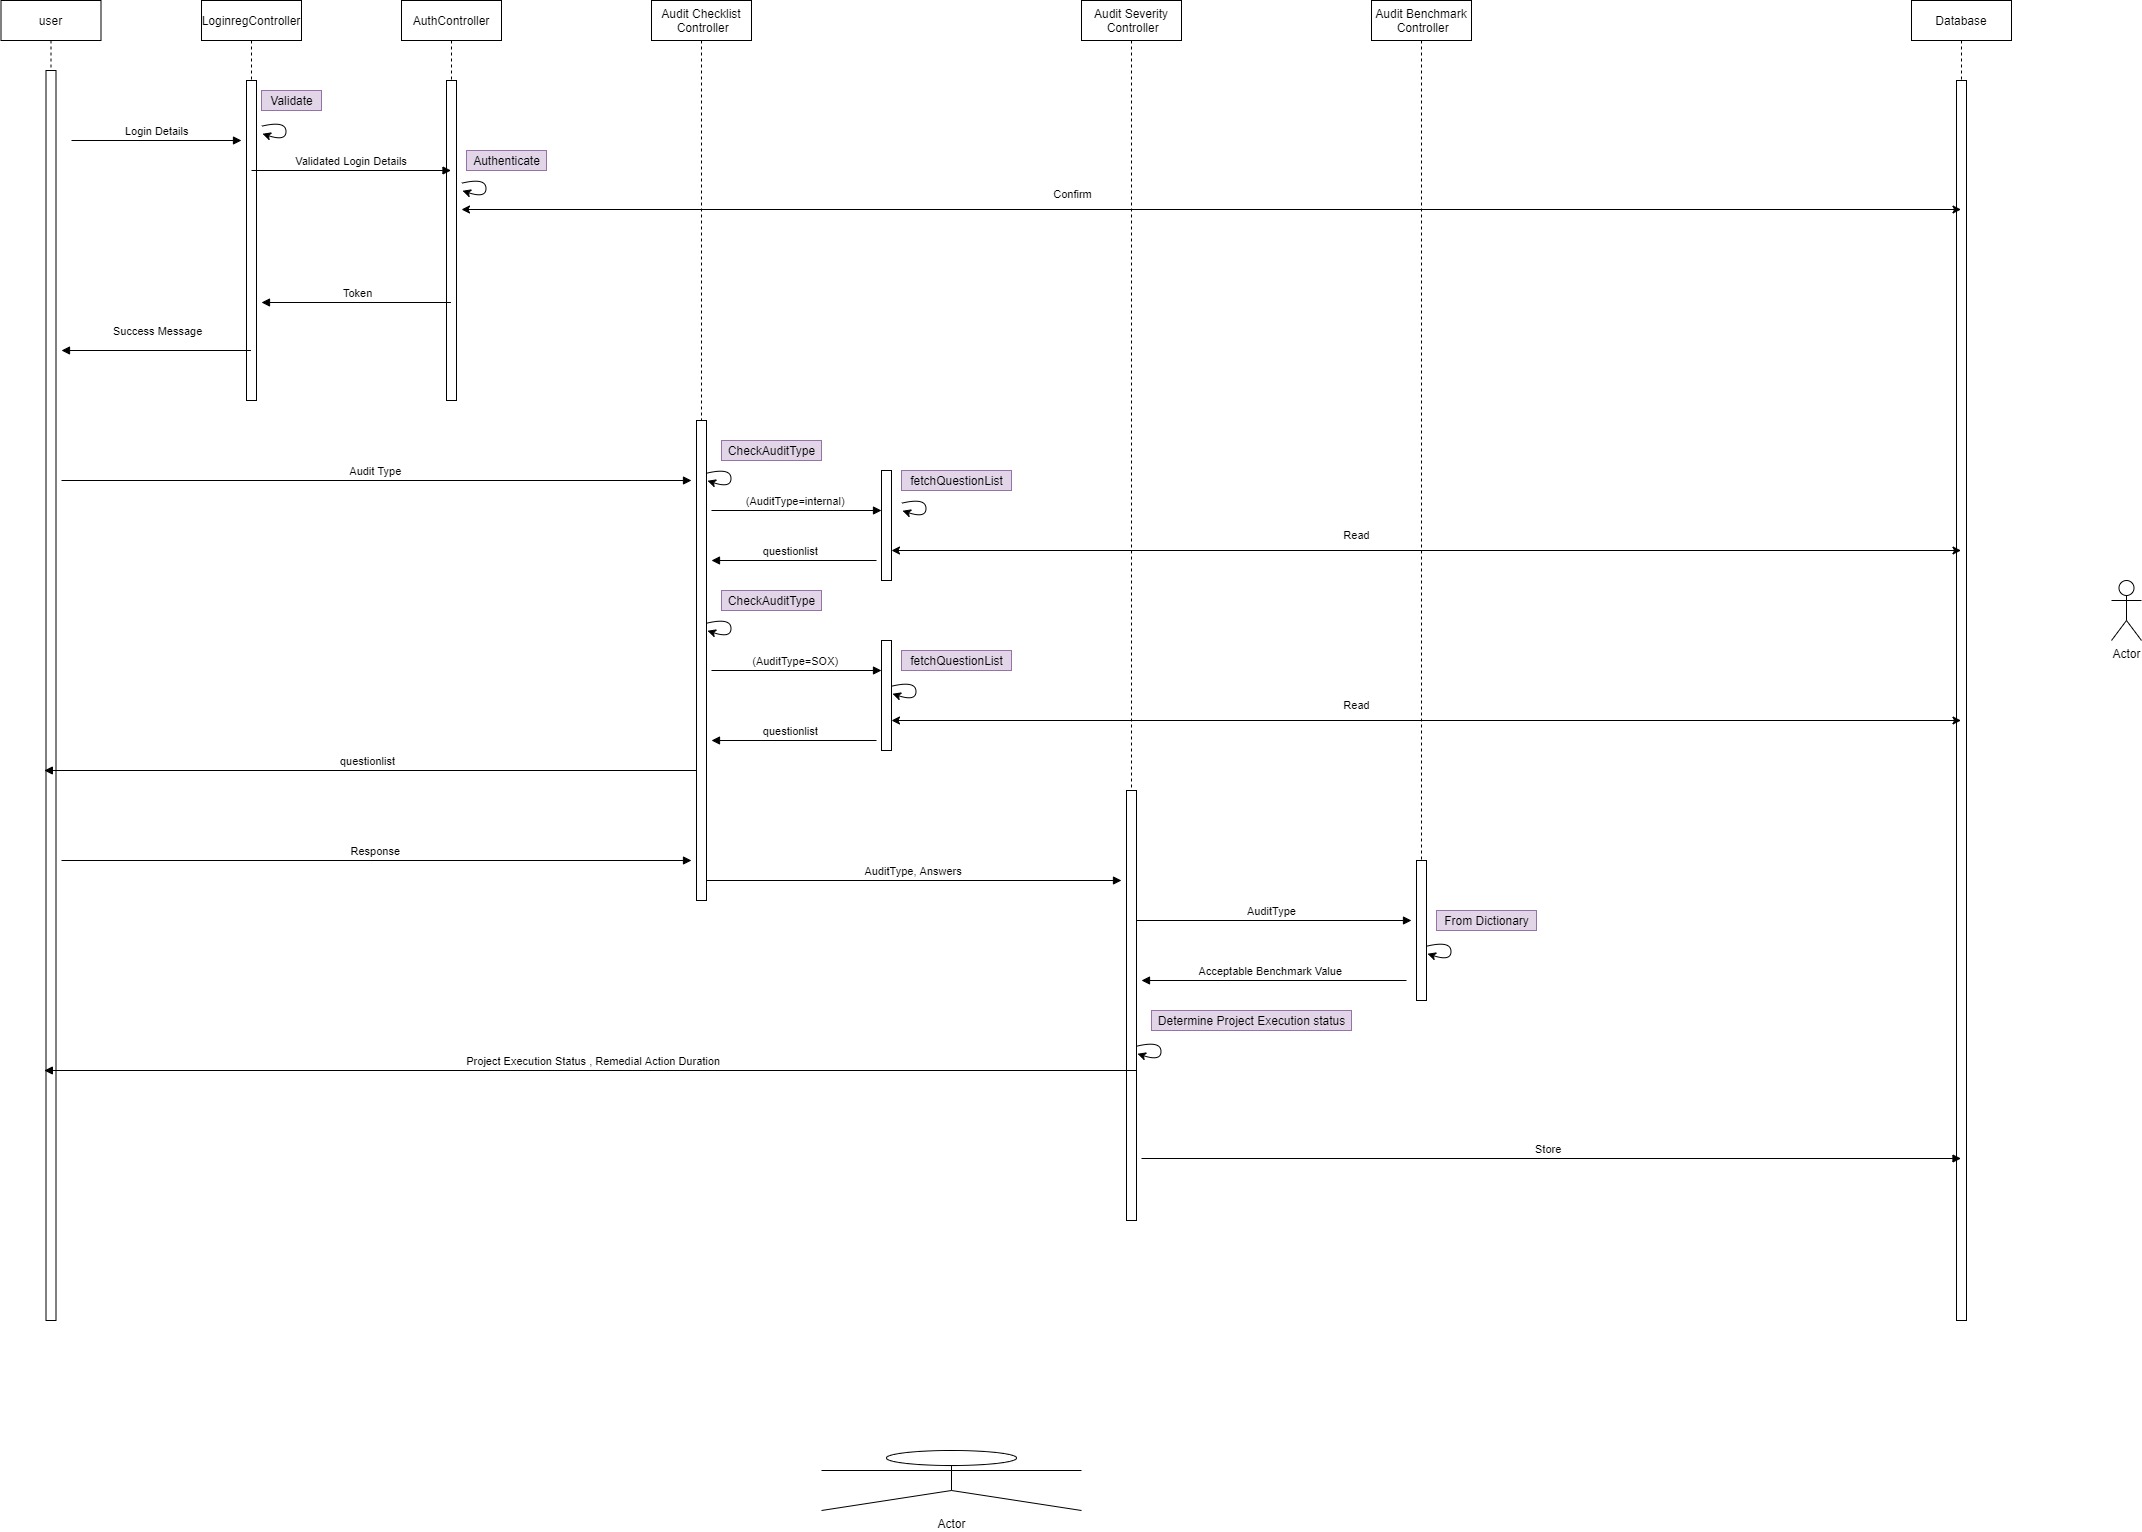 user
LoginregController
AuthController
Audit Checklist
Controller
Audit Severity
Controller
Audit Benchmark
Controller
Database
Validate
Login Details
Validated Login Details
Authenticate
Confirm
Token
Success Message
CheckAuditType
Audit Type
fetchQuestionList
(AuditType=internal)
Read
questionlist
CheckAuditType
(AuditType=SOX)
fetchQuestionList
Actor
Read
questionlist
questionlist
Response
AuditType, Answers
AuditType
From Dictionary
Acceptable Benchmark Value
Determine Project Execution status
Project Execution Status , Remedial Action Duration
Store
Actor